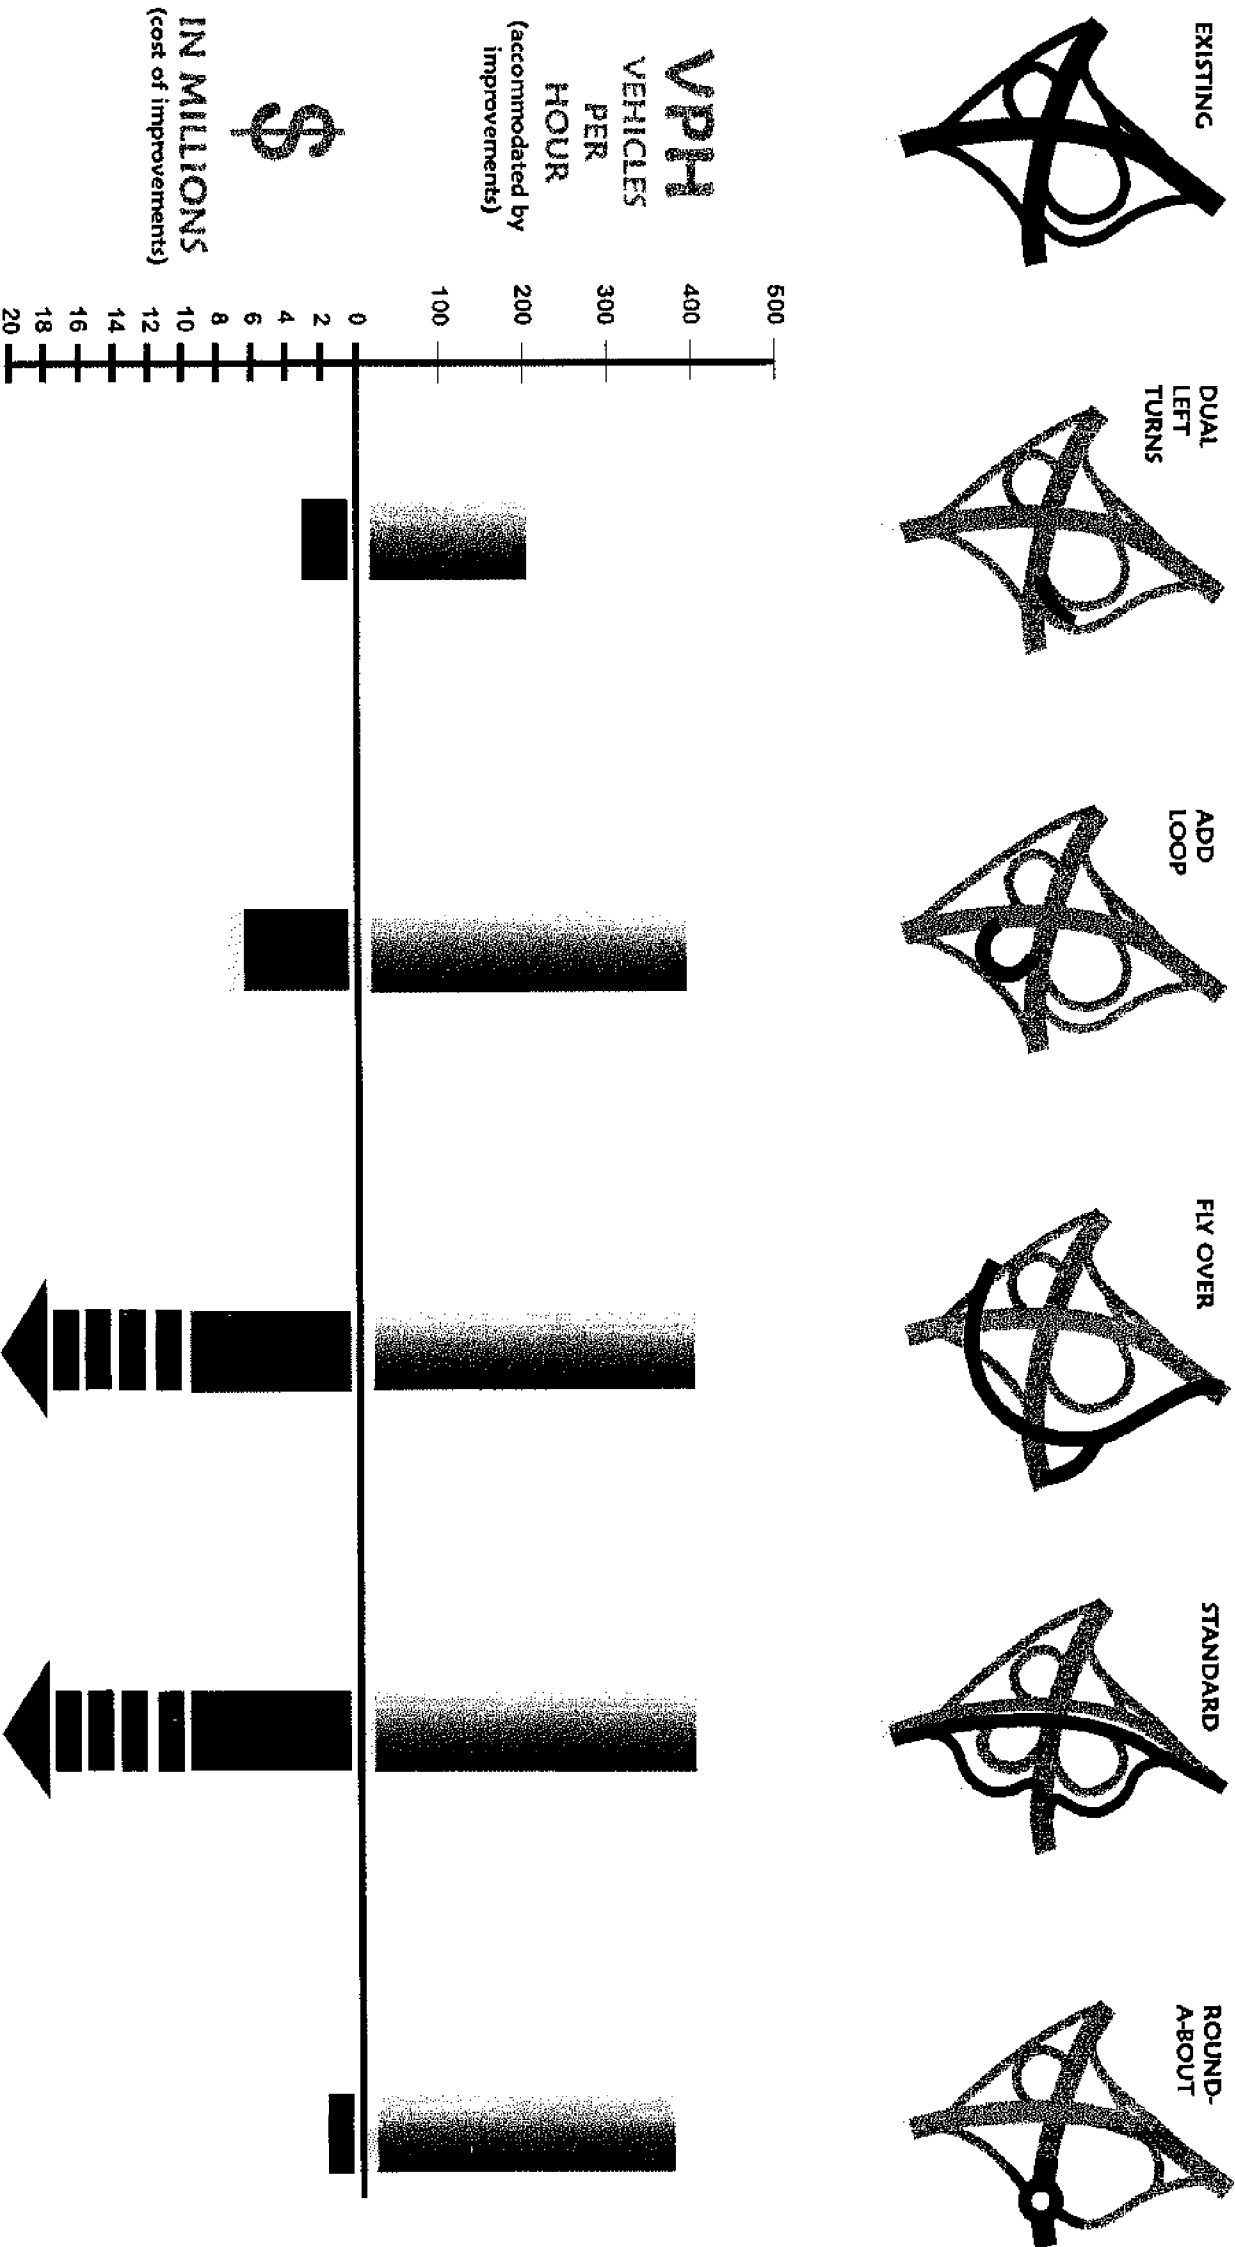 EXISTING
DUAL
LEFT
TURNS
ADD
LOOP
FLY OVER
STANDARD
ROUND-
A-BOUT
VPH
VEHICLES
PER
HOUR
(accommodated by
improvements)
500
400
300
200
100
0
2
4
6
8
10
12
14
16
18
20
$
IN MILLIONS
(cost of improvements)